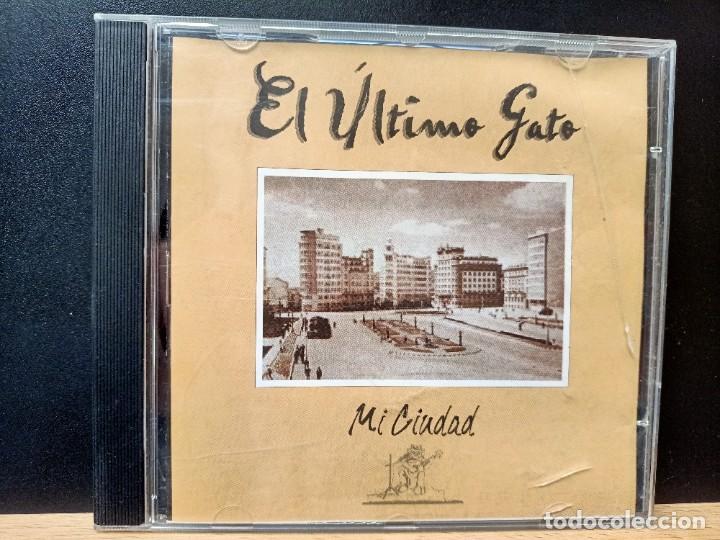 El Último Gato
Mi Ciudad
todocoleccion